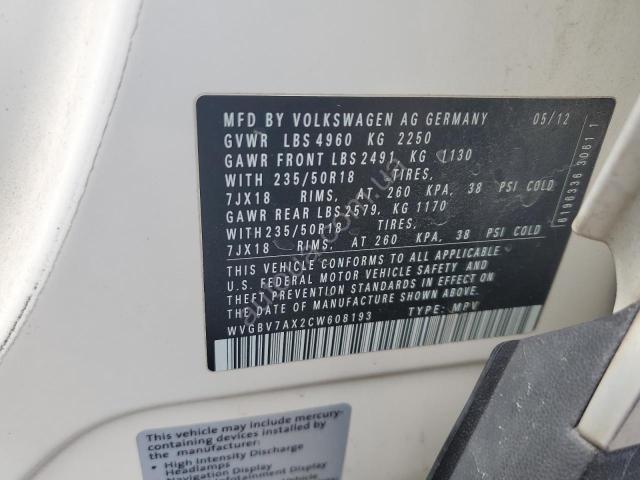 MFD BY VOLKSWAGEN AG GERMANY 05/12
GVWR LBS 4960 KG 2250
GAWR FRONT LBS 2491, KG 1130
WITH 235/50R18 TIRES,
7JX18 RIMS, AT 260 KPA, 38 PSI COLD
GAWR REAR LBS 2579, KG 1170
WITH 235/50R18 TIRES,
7JX18 RIMS, AT 260 KPA, 38 PSI COLD
THIS VEHICLE CONFORMS TO ALL APPLICABLE
U.S. FEDERAL MOTOR VEHICLE SAFETY AND
THEFT PREVENTION STANDARDS IN EFFECT ON
THE DATE OF MANUFACTURE SHOWN ABOVE.
WVGBV7AX2CW608193 TYPE: MPV
This vehicle may include mercury-
containing devices installed by
the manufacturer:
• High Intensity Discharge
Headlamps
Navigation Display